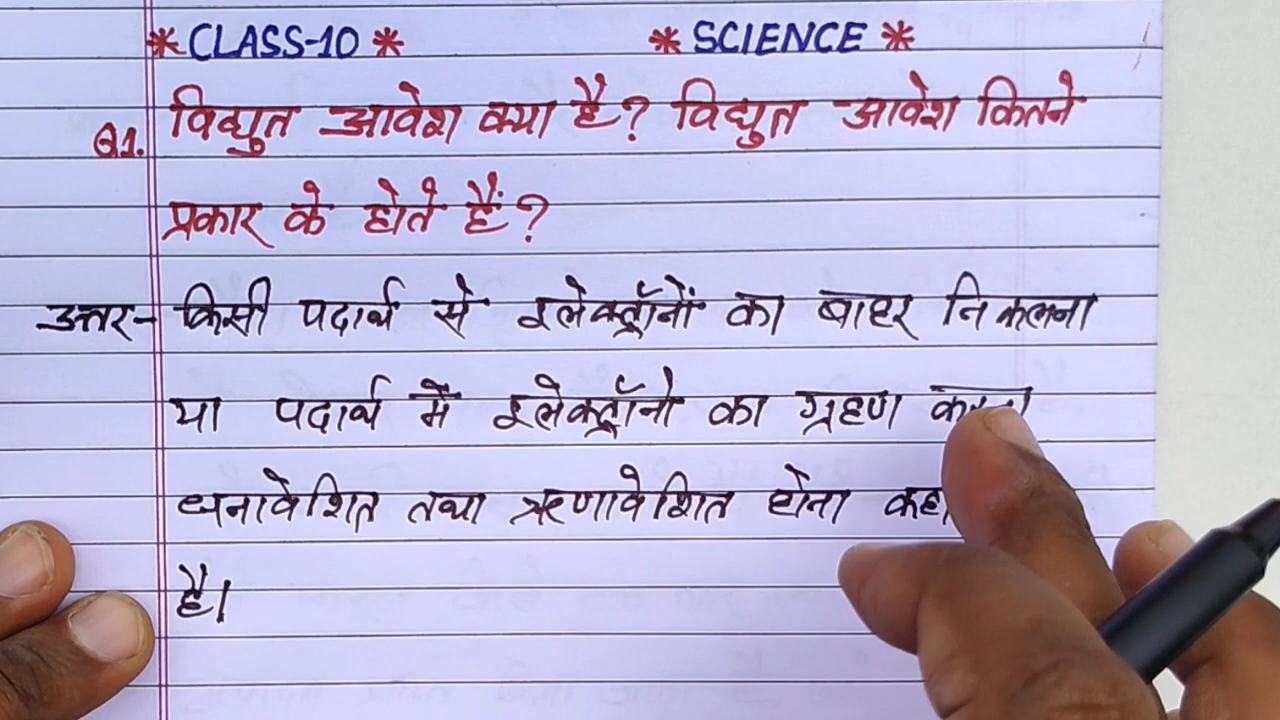 * CLASS-10 * * SCIENCE *
Q1. विद्युत आवेश क्या है? विद्युत आवेश कितने
प्रकार के होते हैं?
उत्तर- किसी पदार्थ से इलेक्ट्रॉनों का बाहर निकलना
या पदार्थ में इलेक्ट्रॉनो का ग्रहण
धनावेशित तथा ऋणावेशित होना
है।